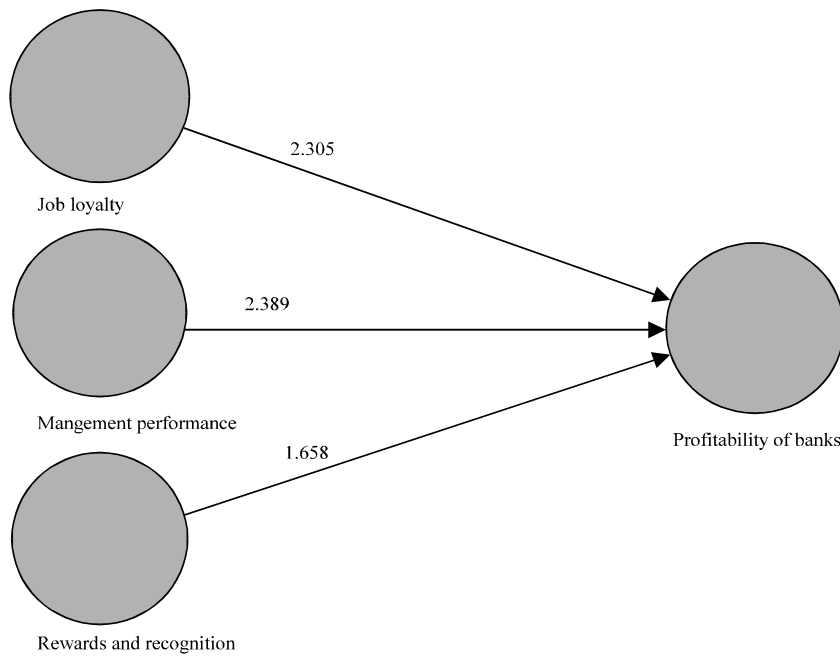 2.305
Job loyalty
2.389
Mangement performance
Profitability of banks
1.658
Rewards and recognition